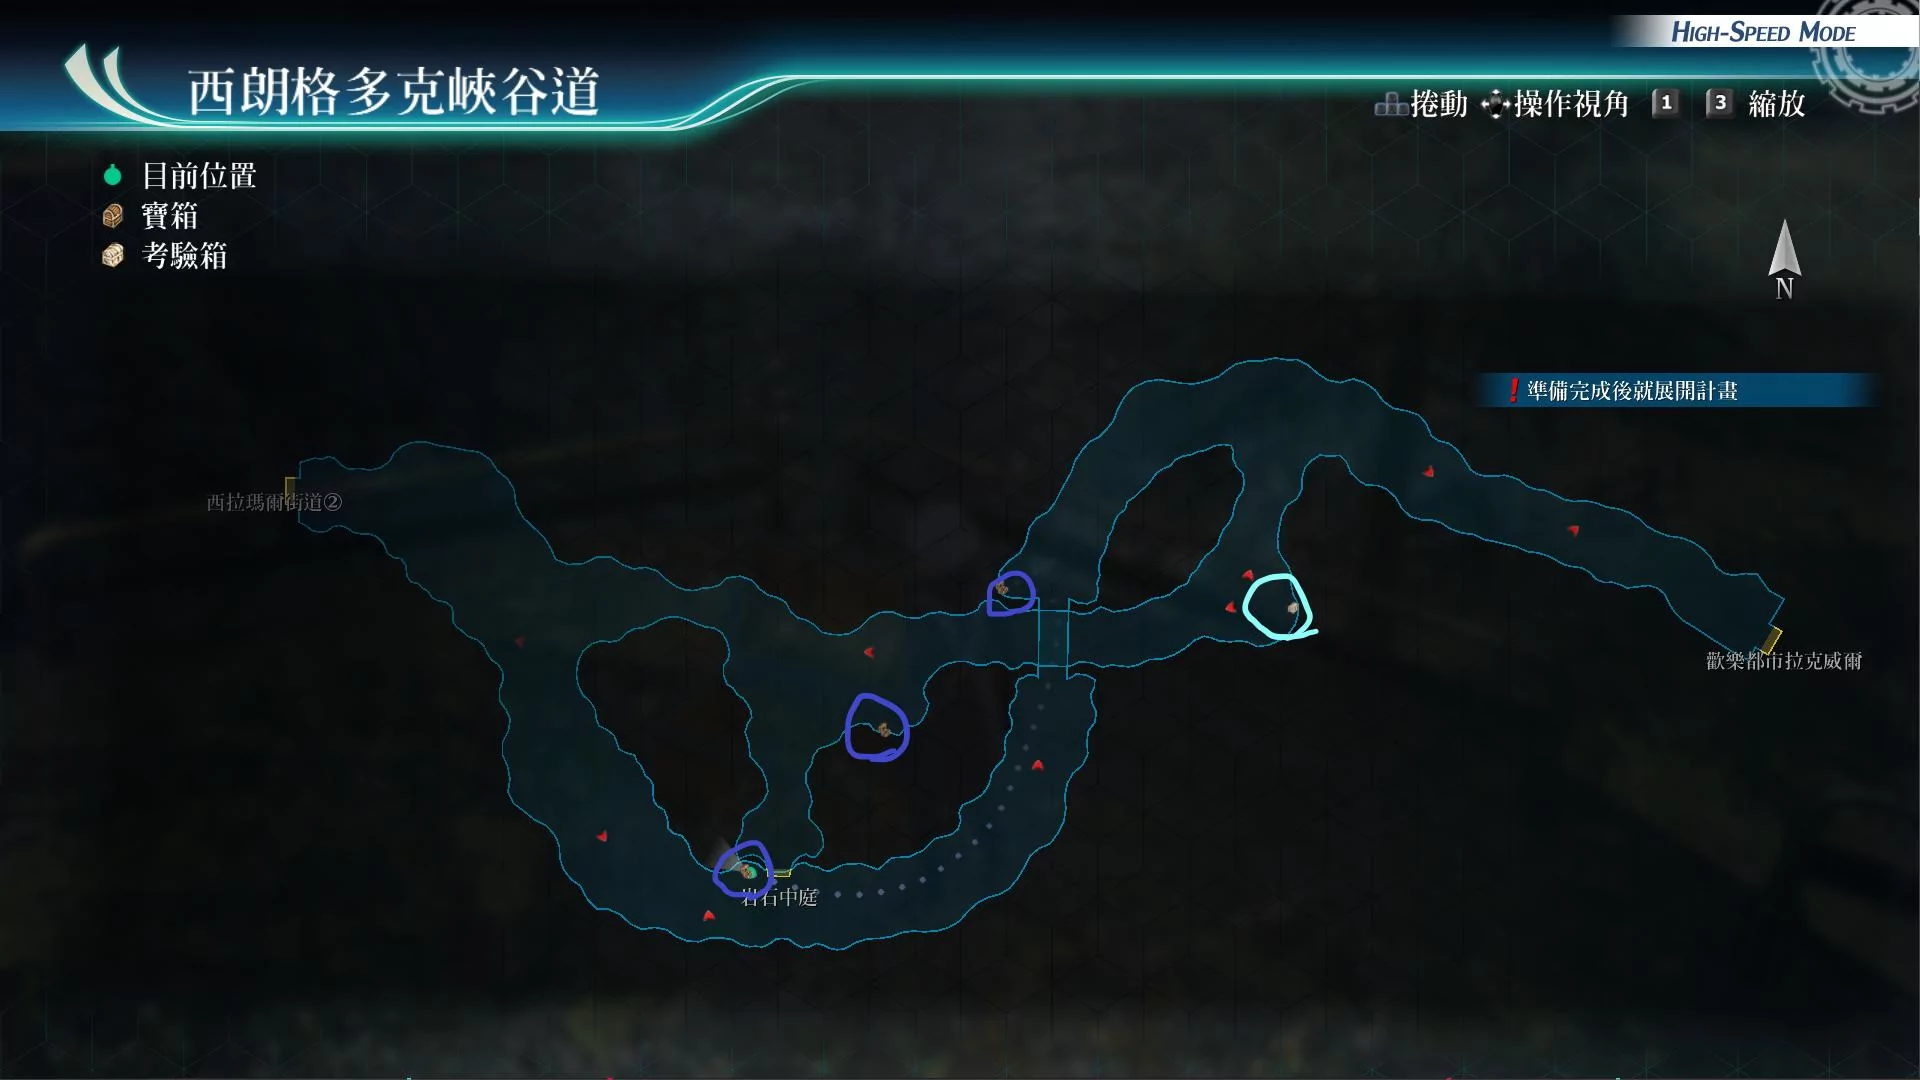 HIGH-SPEED MODE
西朗格多克峽谷道
捲動 操作視角 1 3 縮放
目前位置
寶箱
考驗箱
N
! 準備完成後就展開計畫
西拉瑪爾街道②
歡樂都市拉克威爾
岩石中庭